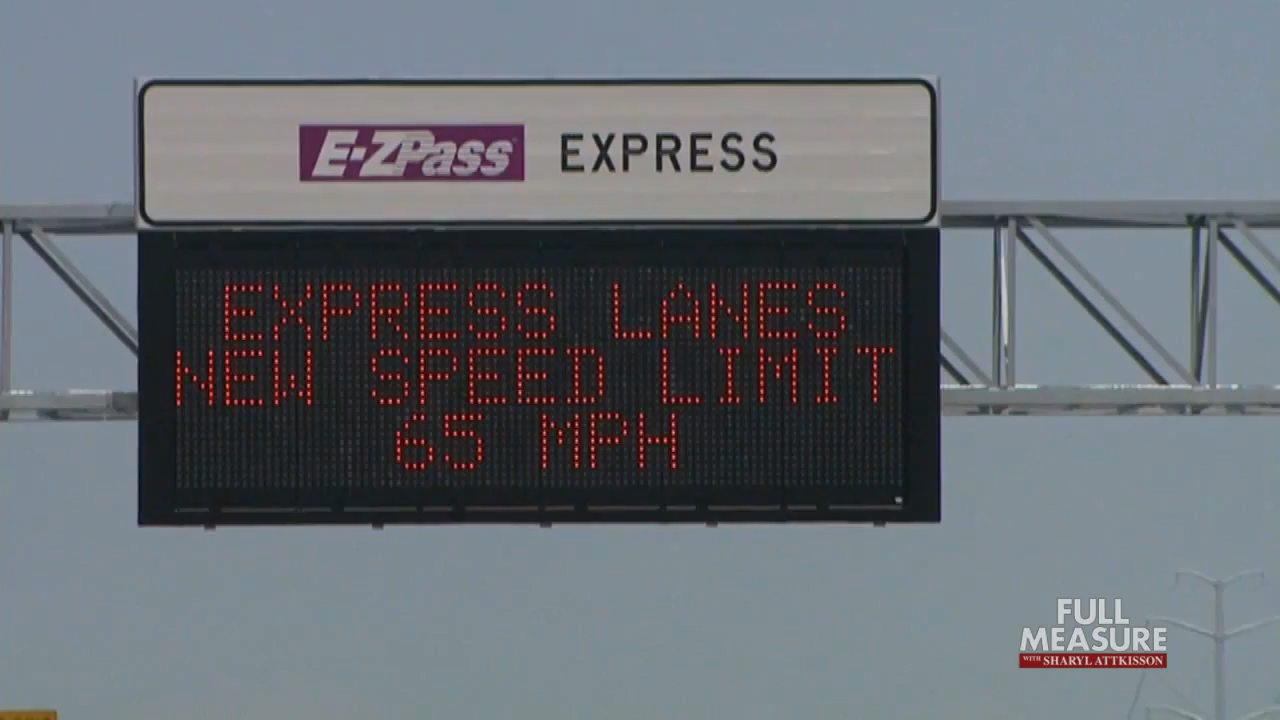 E-ZPass EXPRESS
EXPRESS LANES
NEW SPEED LIMIT
65 MPH
FULL
MEASURE
WITH SHARYL ATTKISSON